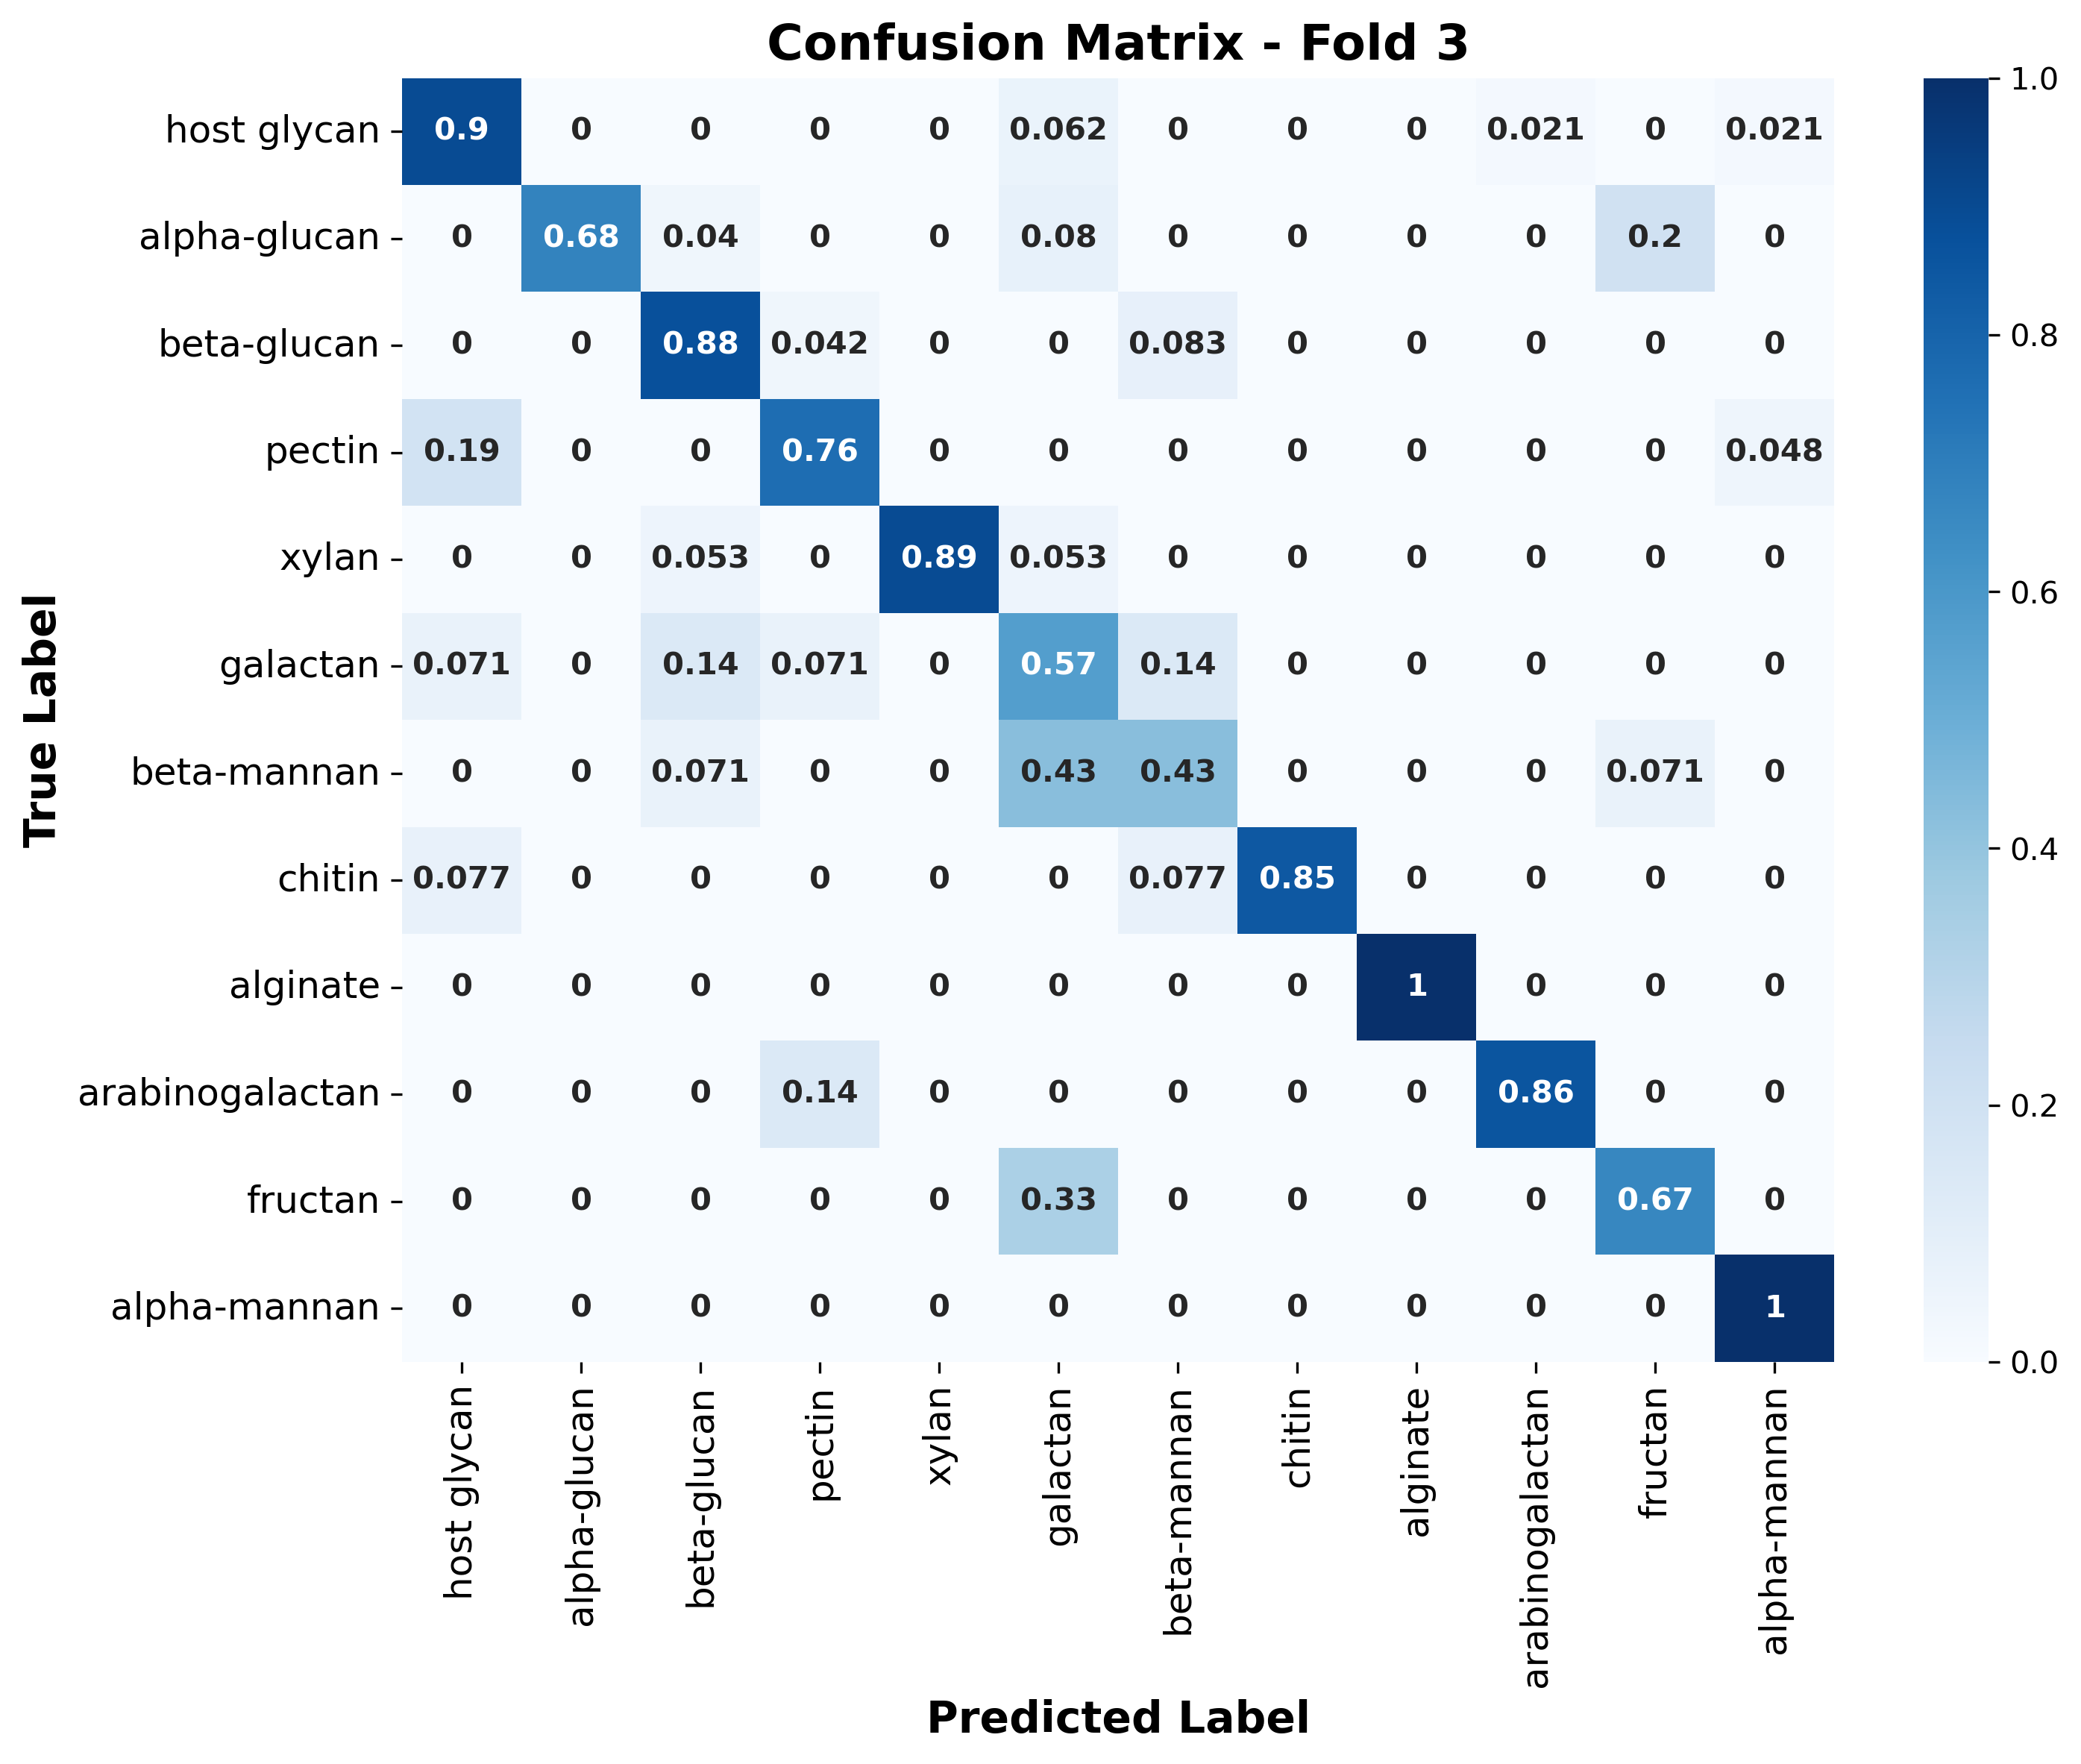 Confusion Matrix - Fold 3
host glycan 0.9 0 0 0 0 0.062 0 0 0 0.021 0 0.021
alpha-glucan 0 0.68 0.04 0 0 0.08 0 0 0 0 0.2 0
beta-glucan 0 0 0.88 0.042 0 0 0.083 0 0 0 0 0
pectin 0.19 0 0 0.76 0 0 0 0 0 0 0 0.048
xylan 0 0 0.053 0 0.89 0.053 0 0 0 0 0 0
galactan 0.071 0 0.14 0.071 0 0.57 0.14 0 0 0 0 0
beta-mannan 0 0 0.071 0 0 0.43 0.43 0 0 0 0.071 0
chitin 0.077 0 0 0 0 0 0.077 0.85 0 0 0 0
alginate 0 0 0 0 0 0 0 0 1 0 0 0
arabinogalactan 0 0 0 0.14 0 0 0 0 0 0.86 0 0
fructan 0 0 0 0 0 0.33 0 0 0 0 0.67 0
alpha-mannan 0 0 0 0 0 0 0 0 0 0 0 1
True Label
host glycan
alpha-glucan
beta-glucan
pectin
xylan
galactan
beta-mannan
chitin
alginate
arabinogalactan
fructan
alpha-mannan
Predicted Label
1.0
0.8
0.6
0.4
0.2
0.0